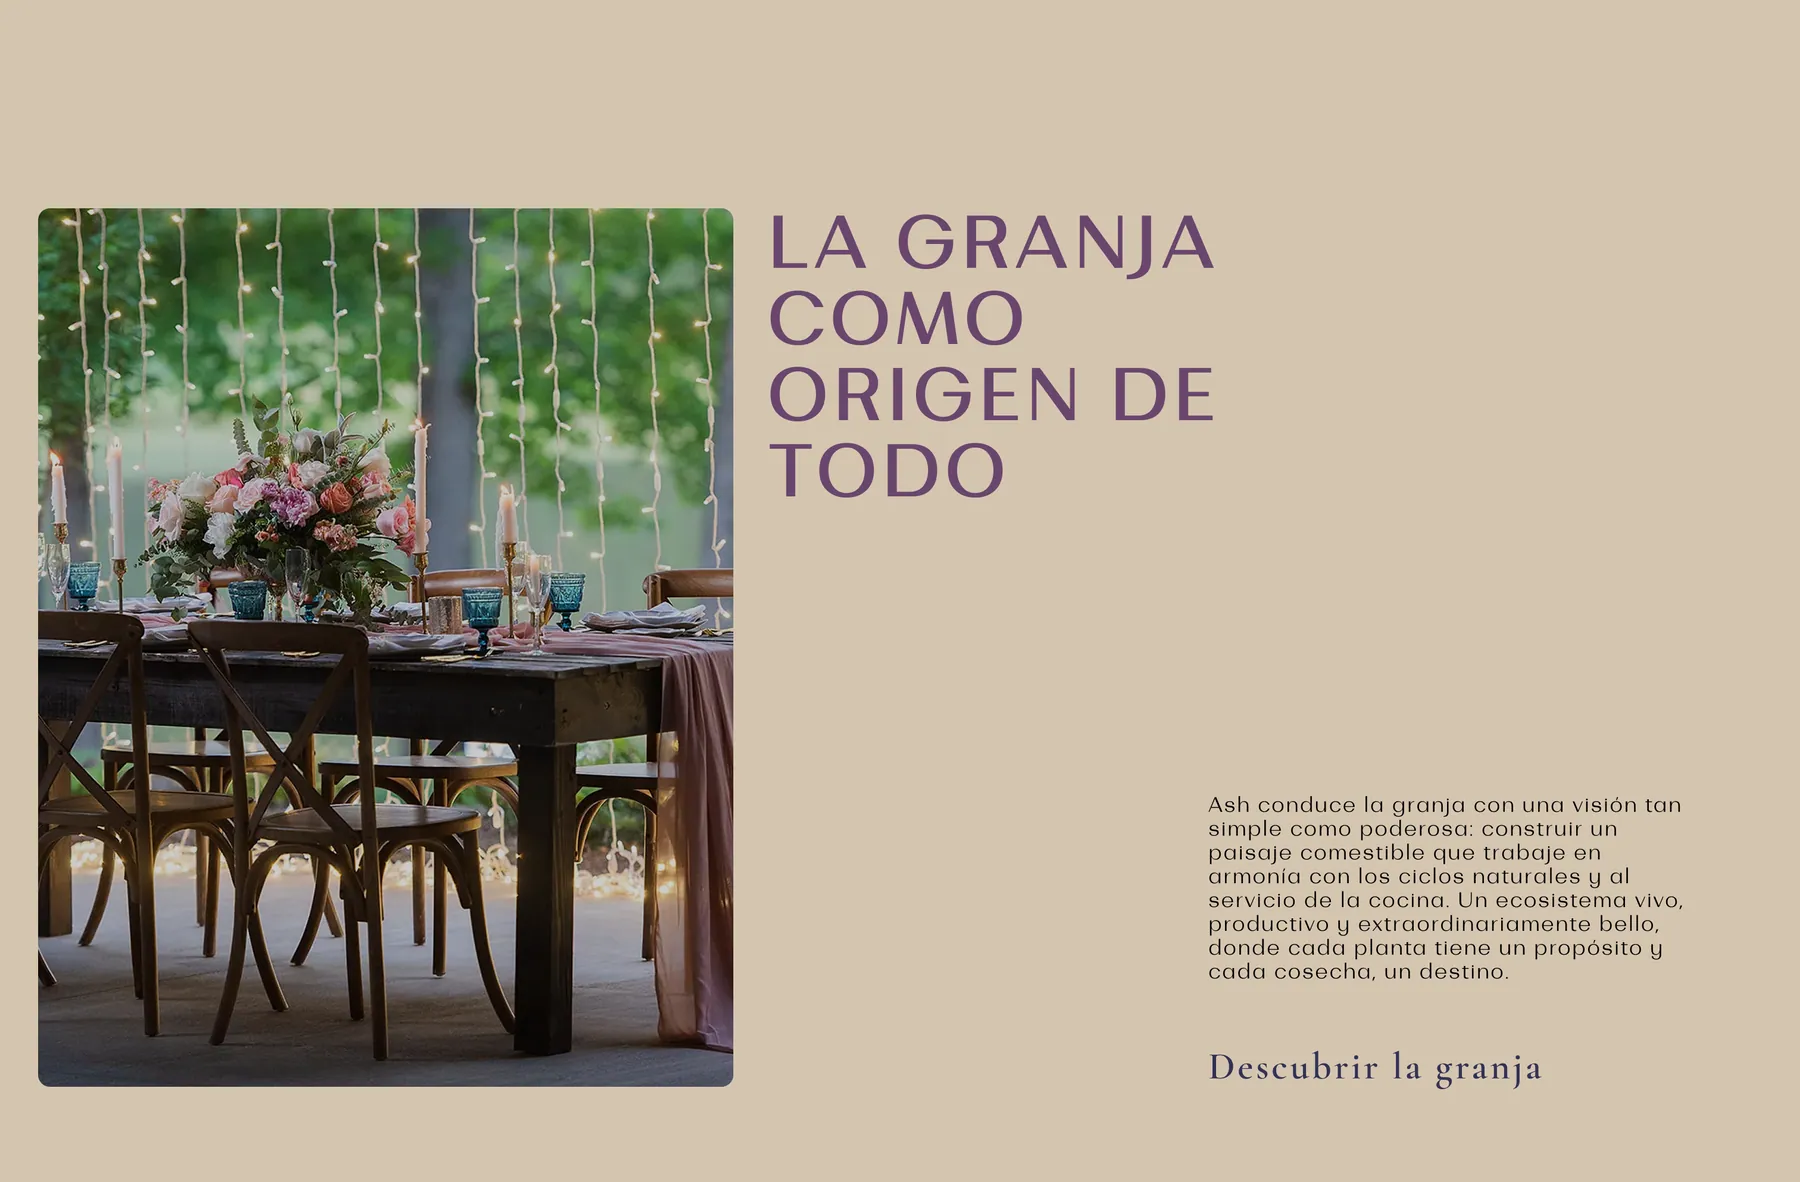 LA GRANJA
COMO
ORIGEN DE
TODO
Ash conduce la granja con una visión tan
simple como poderosa: construir un
paisaje comestible que trabaje en
armonía con los ciclos naturales y al
servicio de la cocina. Un ecosistema vivo,
productivo y extraordinariamente bello,
donde cada planta tiene un propósito y
cada cosecha, un destino.
Descubrir la granja